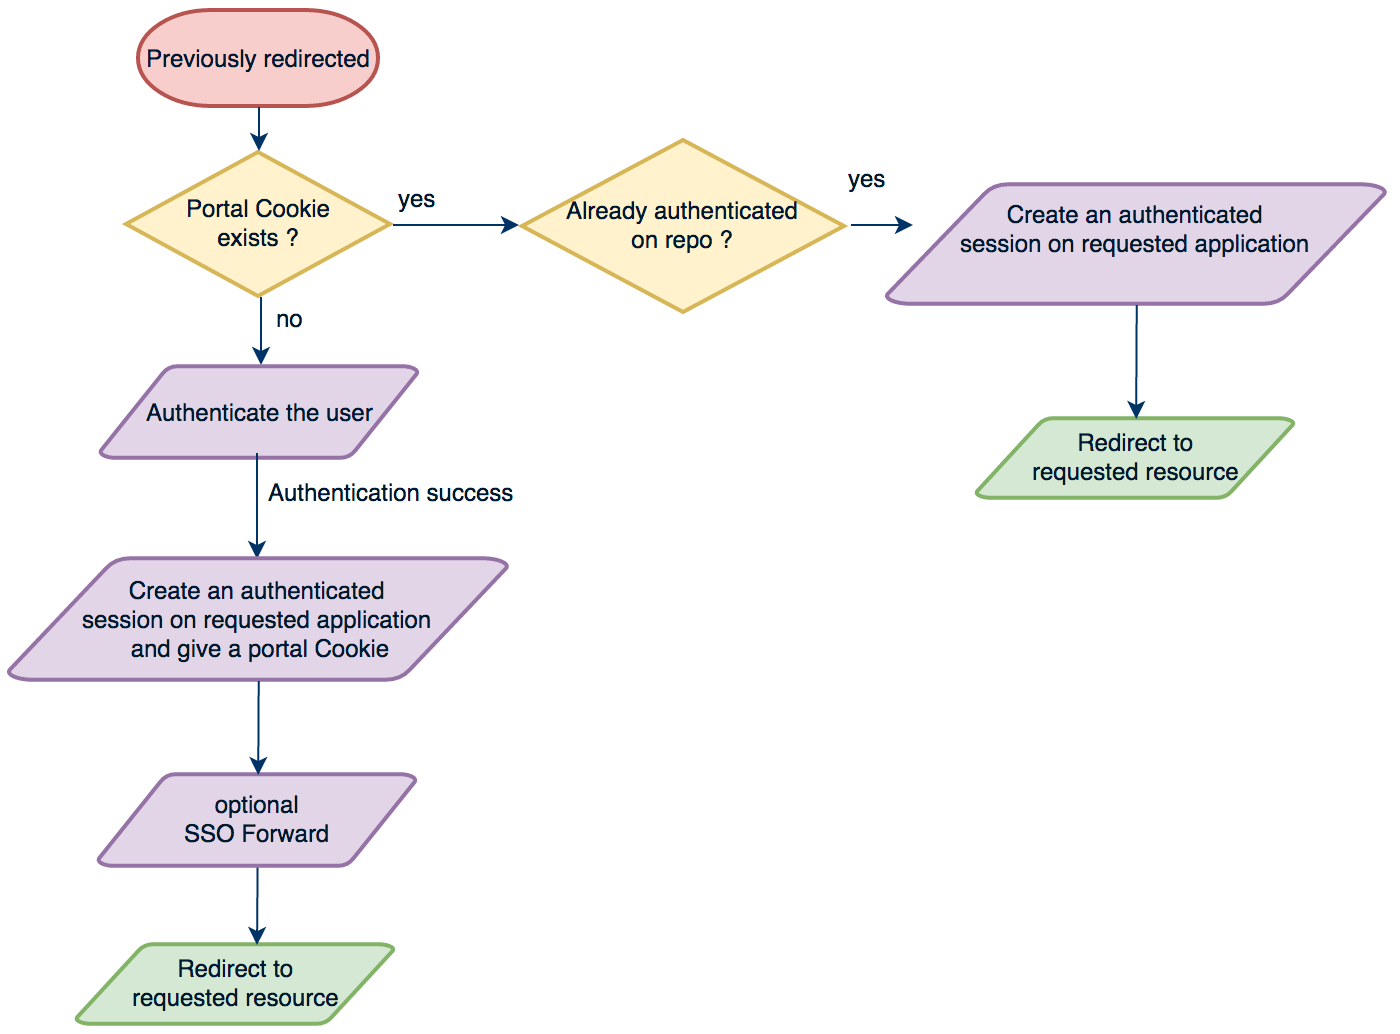 Previously redirected
Portal Cookie
exists ?
yes
Already authenticated
on repo ?
yes
Create an authenticated
session on requested application
Redirect to
requested resource
no
Authenticate the user
Authentication success
Create an authenticated
session on requested application
and give a portal Cookie
optional
SSO Forward
Redirect to
requested resource